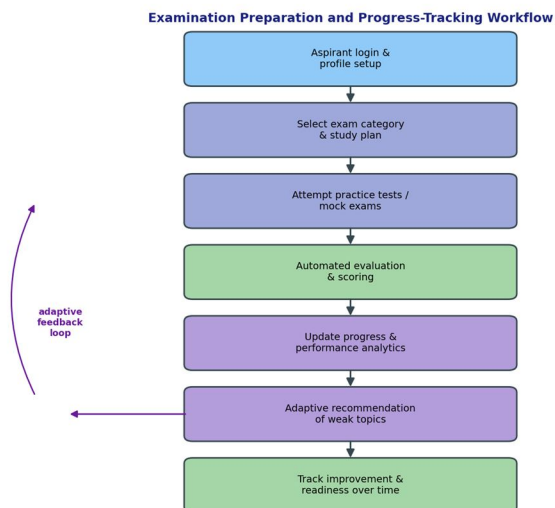 Examination Preparation and Progress-Tracking Workflow
Aspirant login &
profile setup
Select exam category
& study plan
Attempt practice tests /
mock exams
Automated evaluation
& scoring
adaptive
feedback
loop
Update progress &
performance analytics
Adaptive recommendation
of weak topics
Track improvement &
readiness over time